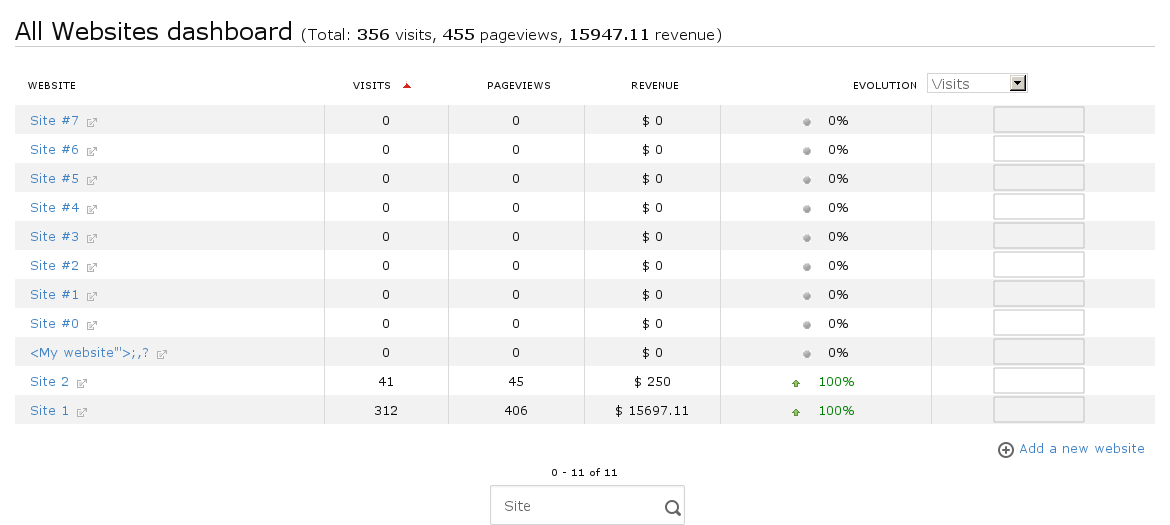 All Websites dashboard (Total: 356 visits, 455 pageviews, 15947.11 revenue)
WEBSITE VISITS PAGEVIEWS REVENUE EVOLUTION Visits
Site #7 0 0 $ 0 0%
Site #6 0 0 $ 0 0%
Site #5 0 0 $ 0 0%
Site #4 0 0 $ 0 0%
Site #3 0 0 $ 0 0%
Site #2 0 0 $ 0 0%
Site #1 0 0 $ 0 0%
Site #0 0 0 $ 0 0%
<My website"'>;,? 0 0 $ 0 0%
Site 2 41 45 $ 250 100%
Site 1 312 406 $ 15697.11 100%
Add a new website
0 - 11 of 11
Site